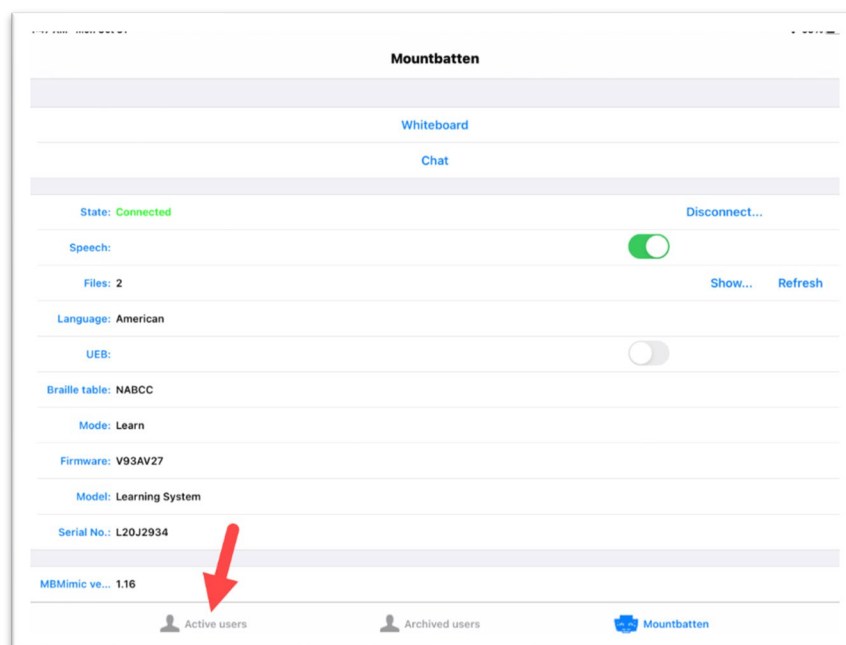 Mountbatten
Whiteboard
Chat
State: Connected Disconnect...
Speech:
Files: 2 Show... Refresh
Language: American
UEB:
Braille table: NABCC
Mode: Learn
Firmware: V93AV27
Model: Learning System
Serial No.: L20J2934
MBMimic ve... 1.16
Active users Archived users Mountbatten